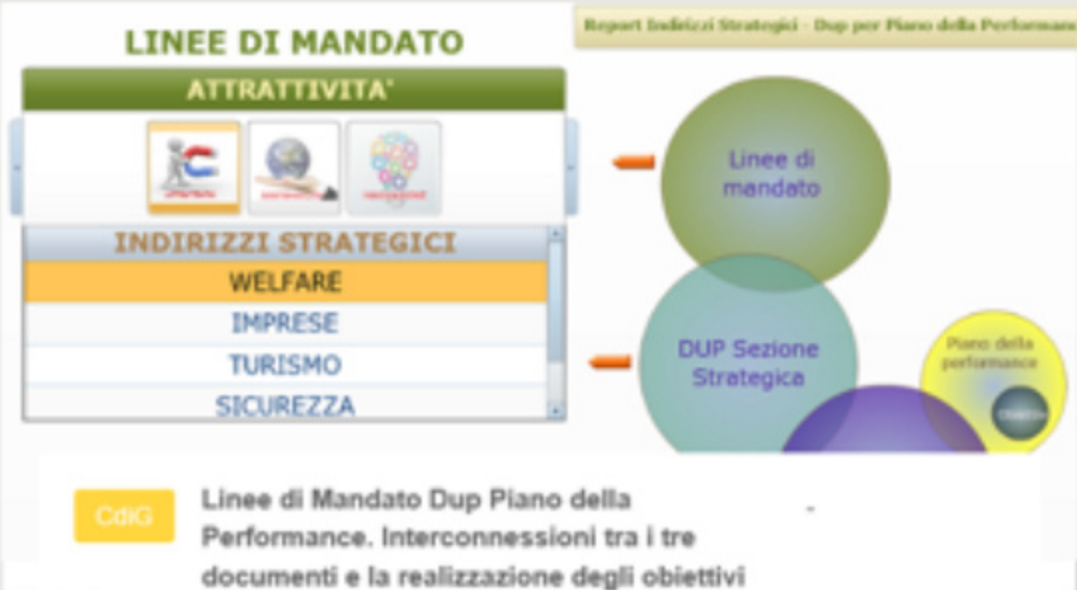 LINEE DI MANDATO
ATTRATTIVITA'
INDIRIZZI STRATEGICI
WELFARE
IMPRESE
TURISMO
SICUREZZA
Report Indirizzi Strategici - Dup per Piano della
Linee di
mandato
DUP Sezione
Strategica
Piano della
performance
CdIG
Linee di Mandato Dup Piano della
Performance. Interconnessioni tra i tre
documenti e la realizzazione degli obiettivi